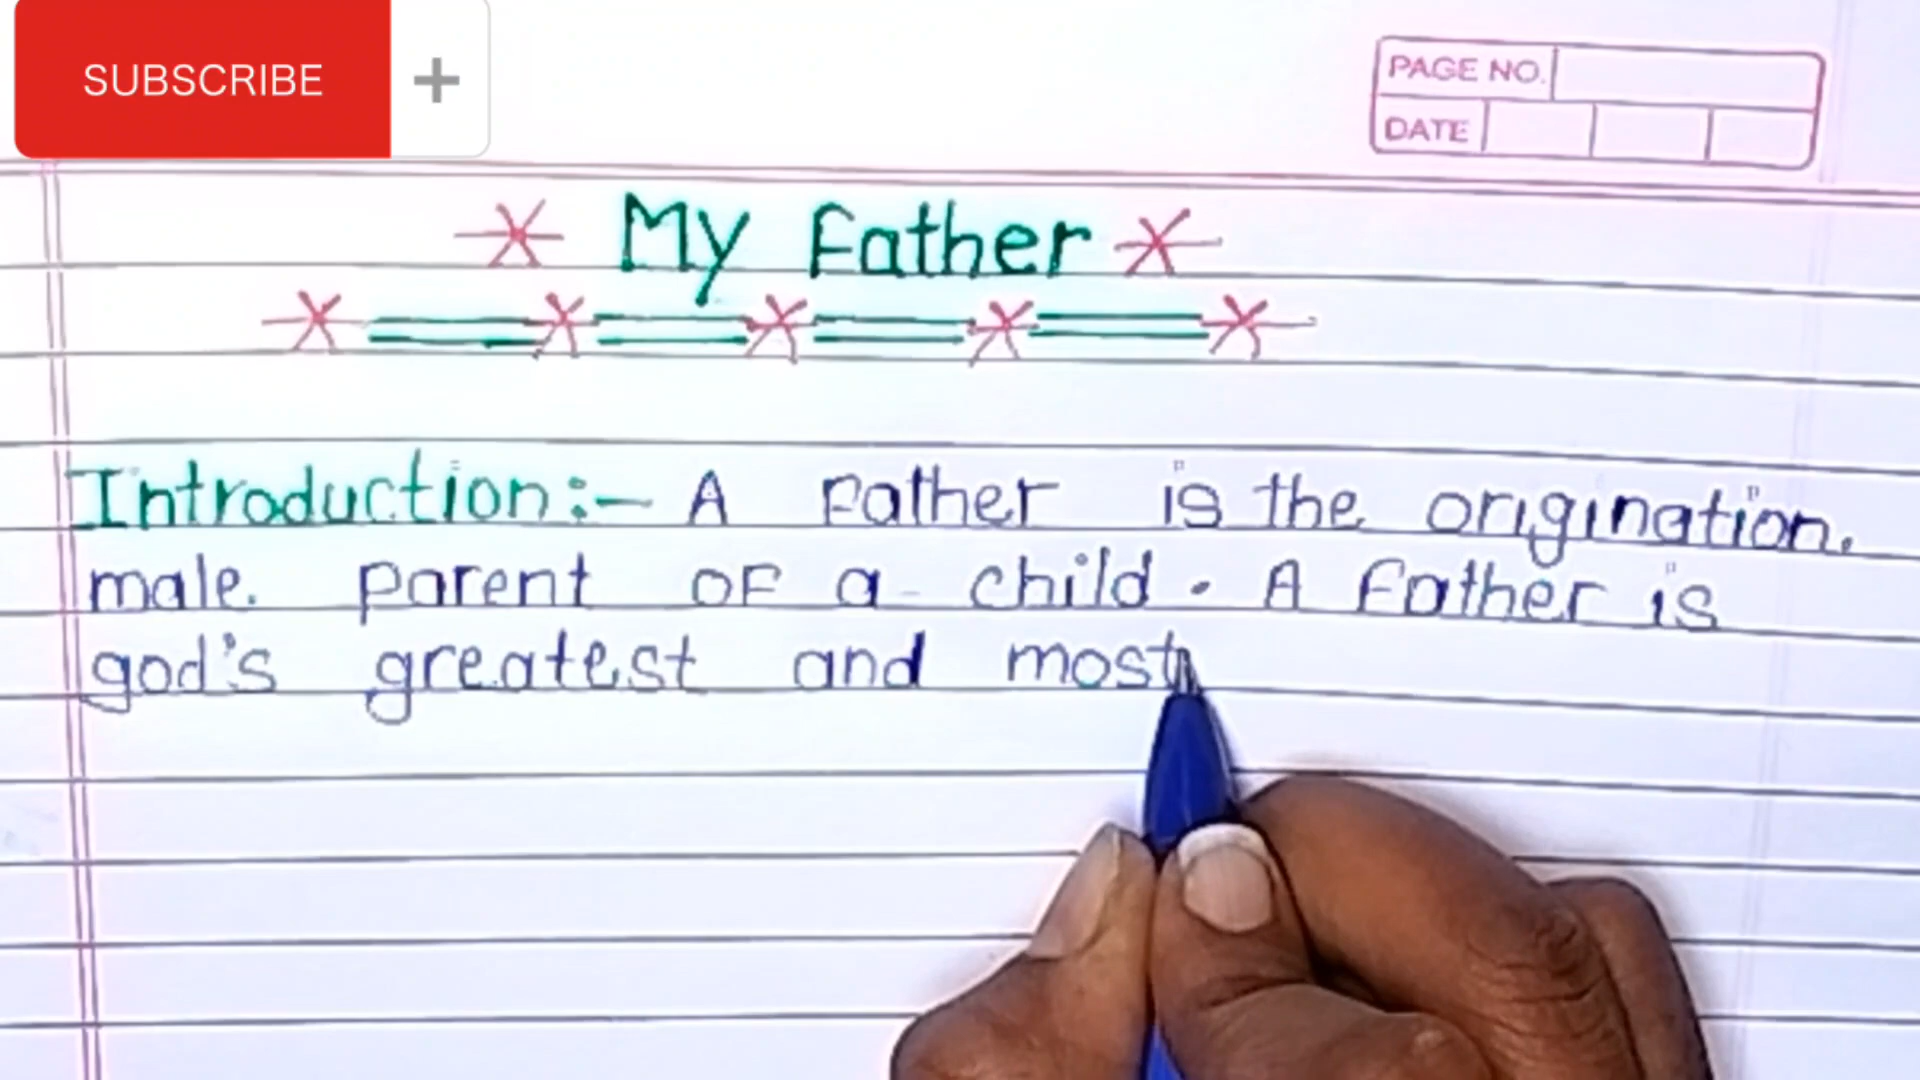 SUBSCRIBE +
PAGE NO.
DATE
My Father
Introduction:- A Father is the origination.
male. parent of a child. A father is
god's greatest and most